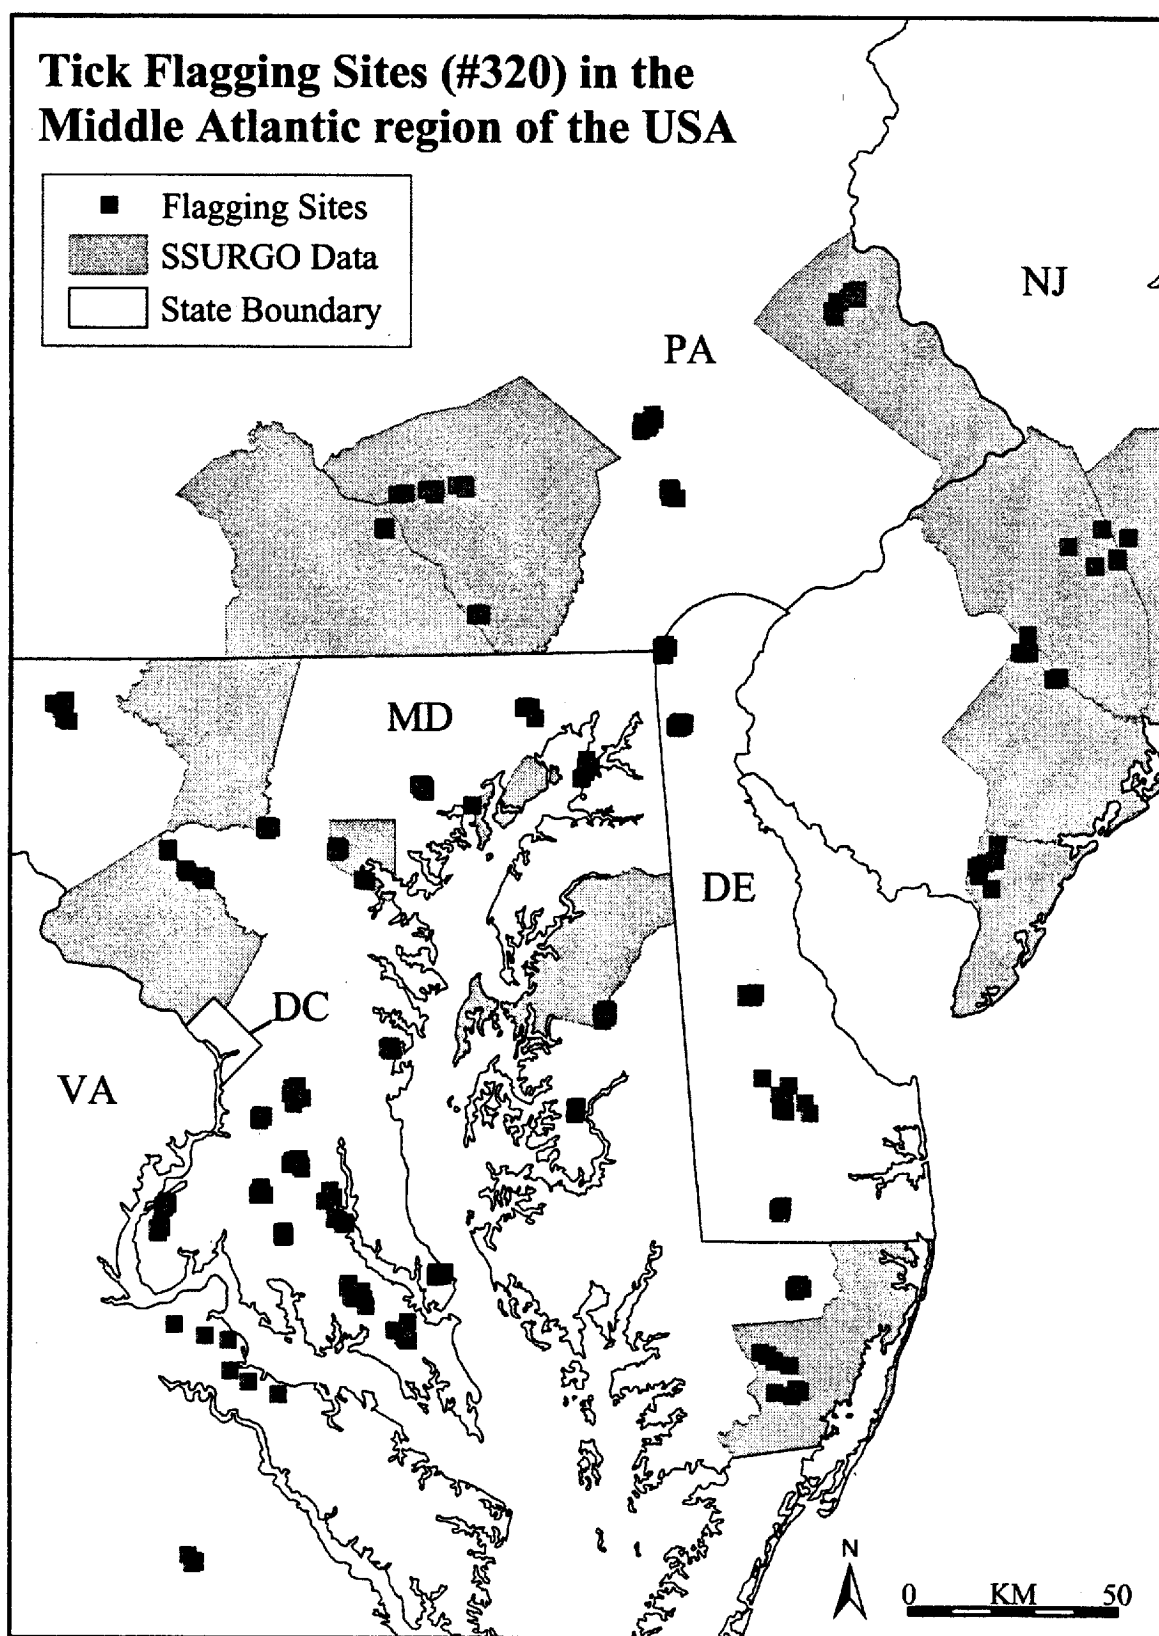 Tick Flagging Sites (#320) in the
Middle Atlantic region of the USA
Flagging Sites
SSURGO Data
State Boundary
NJ
PA
MD
DE
DC
VA
N
0 KM 50